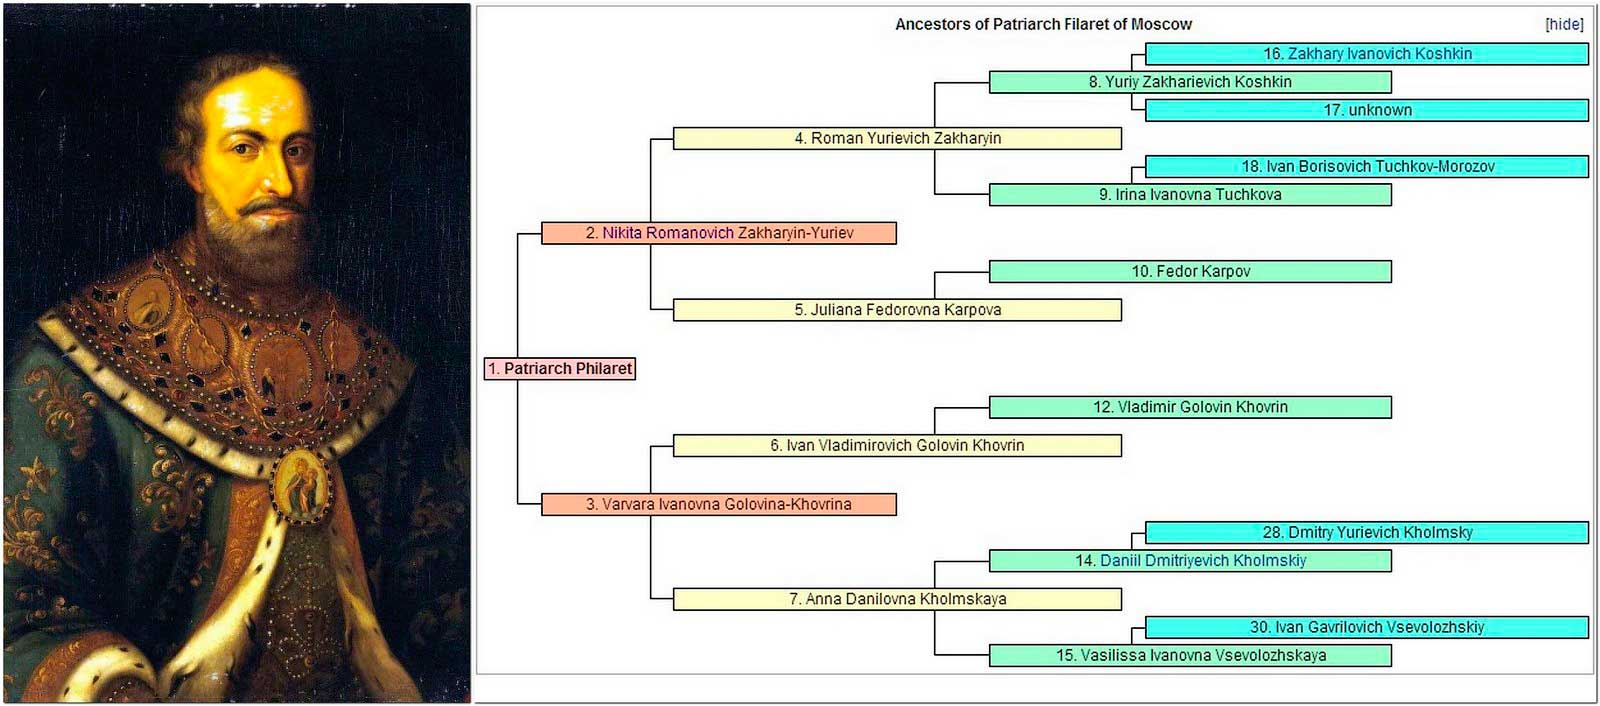 Ancestors of Patriarch Filaret of Moscow
[hide]
16. Zakhary Ivanovich Koshkin
8. Yuriy Zakharievich Koshkin
17. unknown
4. Roman Yurievich Zakharyin
18. Ivan Borisovich Tuchkov-Morozov
9. Irina Ivanovna Tuchkova
2. Nikita Romanovich Zakharyin-Yuriev
10. Fedor Karpov
5. Juliana Fedorovna Karpova
1. Patriarch Philaret
12. Vladimir Golovin Khovrin
6. Ivan Vladimirovich Golovin Khovrin
3. Varvara Ivanovna Golovina-Khovrina
28. Dmitry Yurievich Kholmsky
14. Daniil Dmitriyevich Kholmskiy
7. Anna Danilovna Kholmskaya
30. Ivan Gavrilovich Vsevolozhskiy
15. Vasilissa Ivanovna Vsevolozhskaya